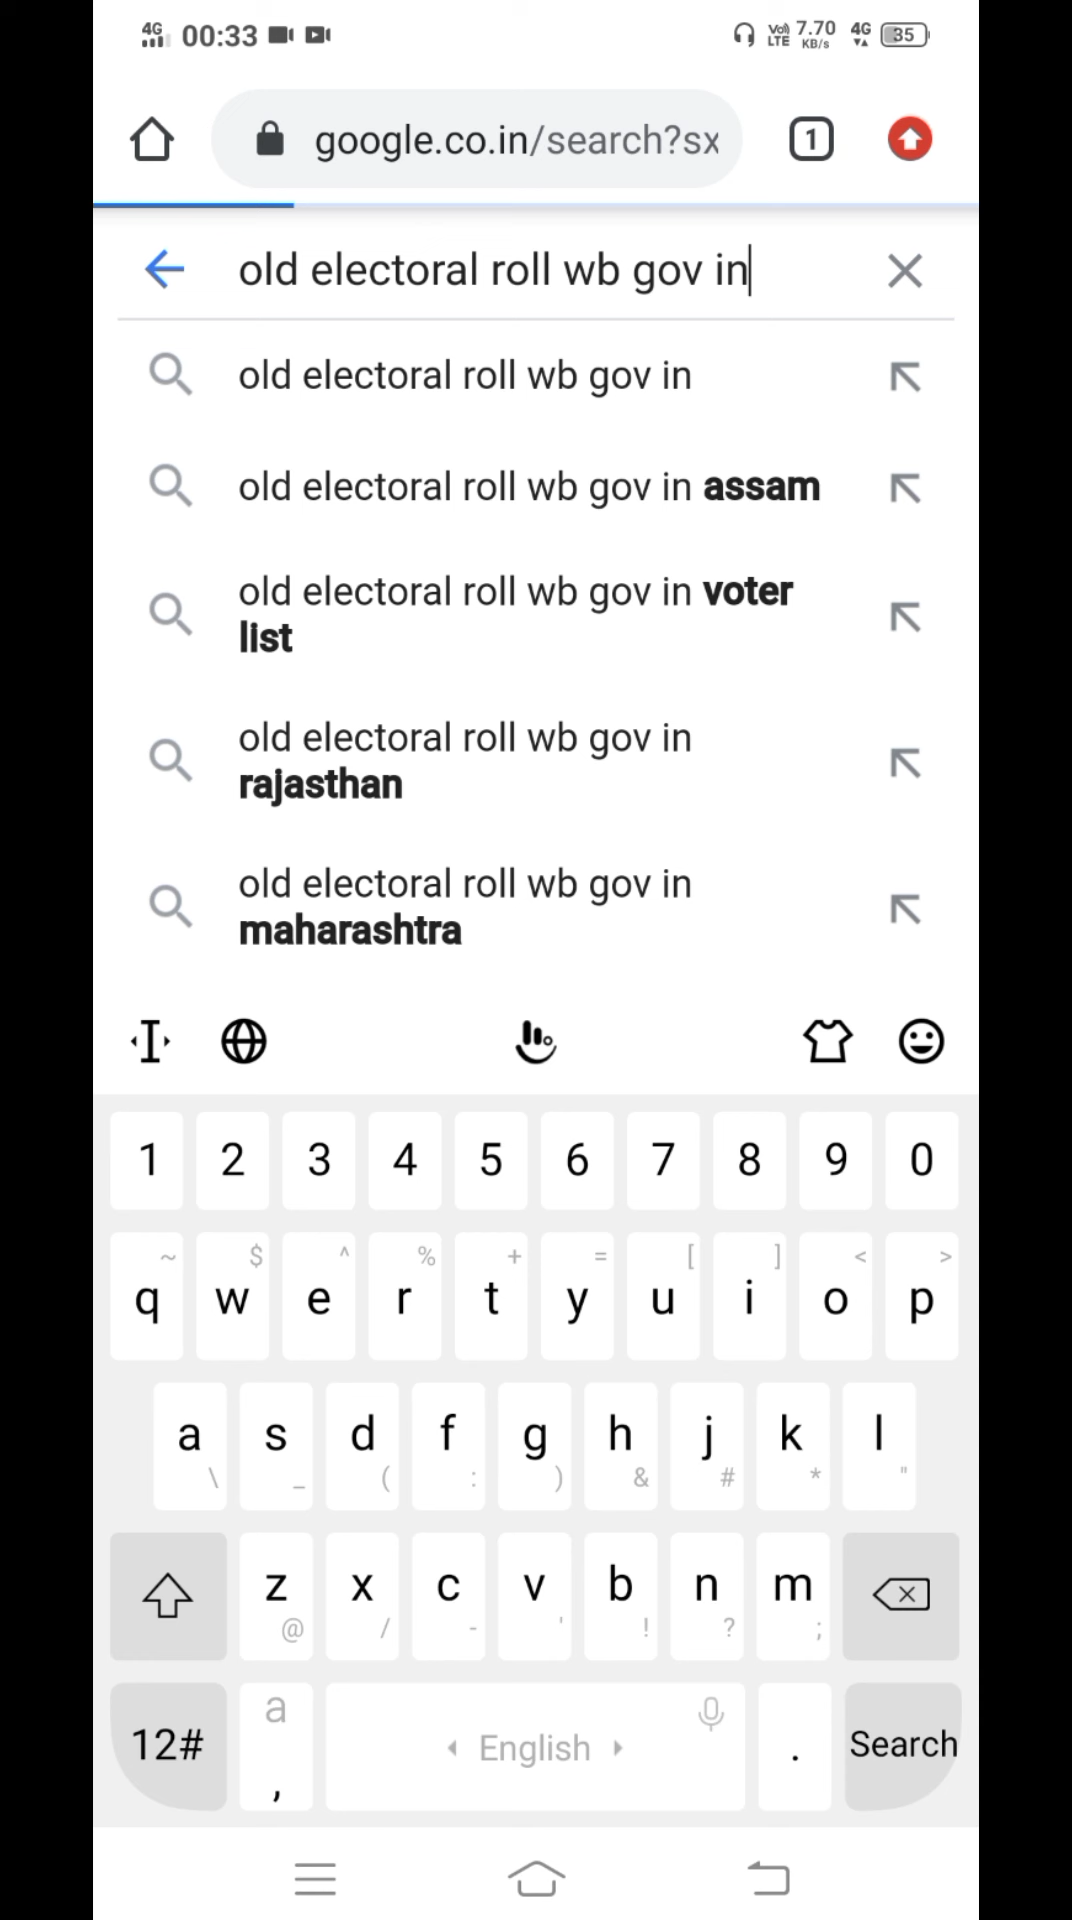 4G 00:33 Vo) LTE 7.70 KB/s 4G 35
google.co.in/search?sx 1
old electoral roll wb gov in
old electoral roll wb gov in
old electoral roll wb gov in assam
old electoral roll wb gov in voter
list
old electoral roll wb gov in
rajasthan
old electoral roll wb gov in
maharashtra
1 2 3 4 5 6 7 8 9 0
~ $ ^ % + = [ ] < >
q w e r t y u i o p
a s d f g h j k l
\ _ ( : ) & # * "
z x c v b n m
@ / - ' ! ? ;
12# a , English . Search